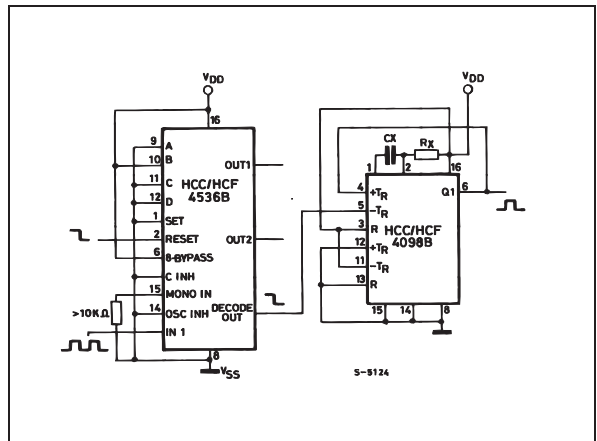 VDD
16
9 A
10 B
11 C
12 D
1 SET
2 RESET
6 8-BYPASS
C INH
15 MONO IN
14 OSC INH
IN 1
HCC/HCF
4536B
OUT1
OUT2
DECODE
OUT
>10KΩ
8
VSS
VDD
CX
RX
1
2
16
4 +TR
5 -TR
3 R
12 +TR
11 -TR
13 R
HCC/HCF
4098B
Q1 6
15
14
8
S-5124